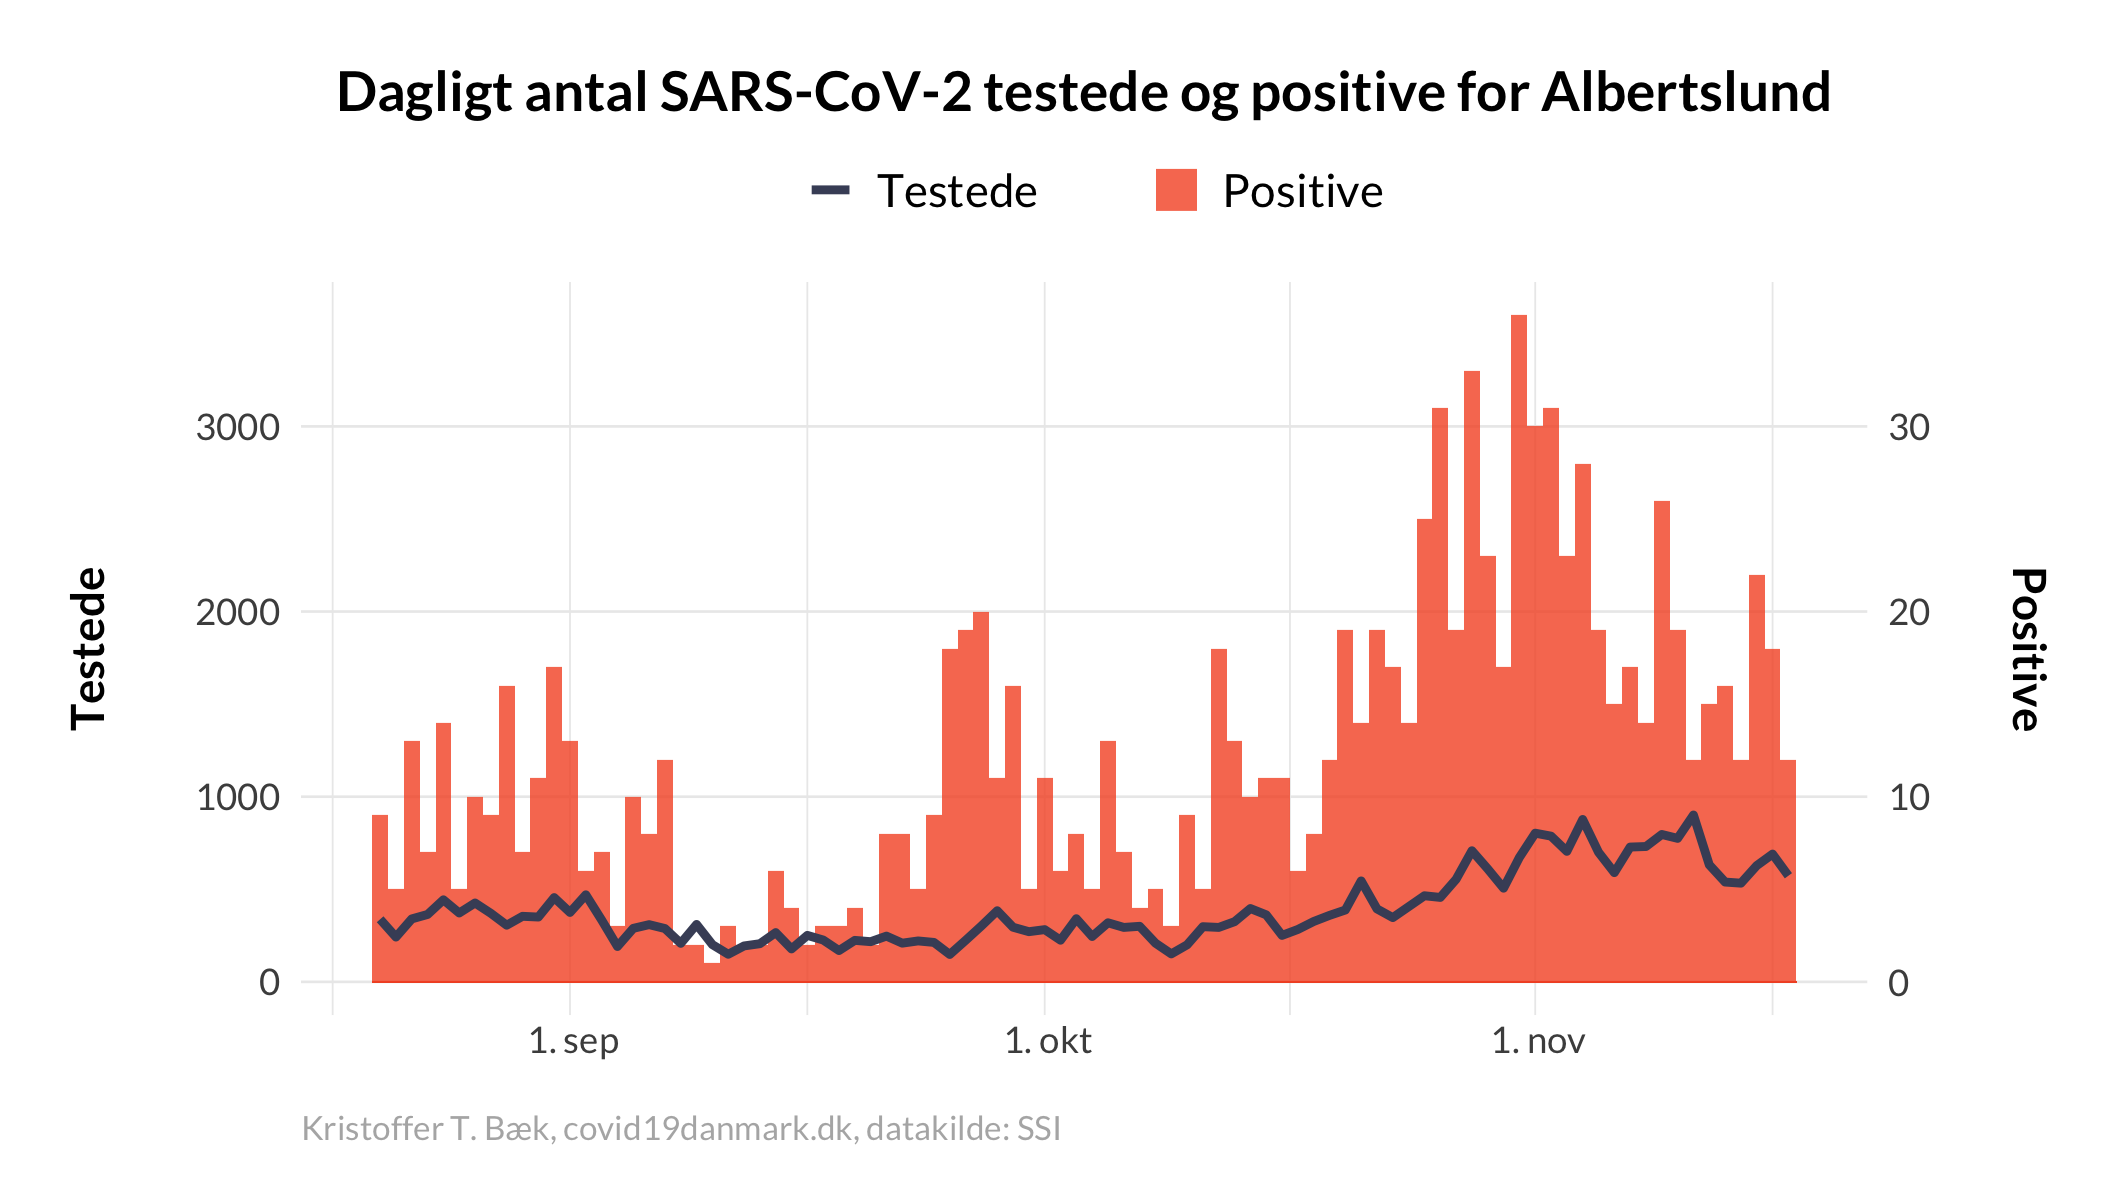 Dagligt antal SARS-CoV-2 testede og positive for Albertslund
Testede
Positive
Testede
3000
2000
1000
0
30
20
10
0
Positive
1. sep
1. okt
1. nov
Kristoffer T. Bæk, covid19danmark.dk, datakilde: SSI